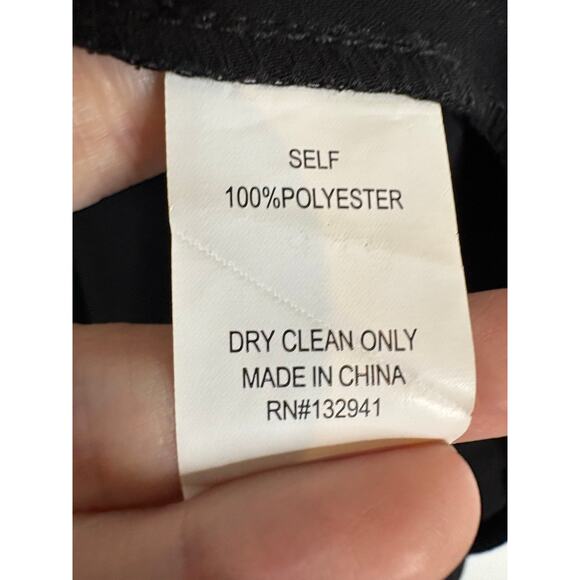 SELF
100%POLYESTER
DRY CLEAN ONLY
MADE IN CHINA
RN#132941